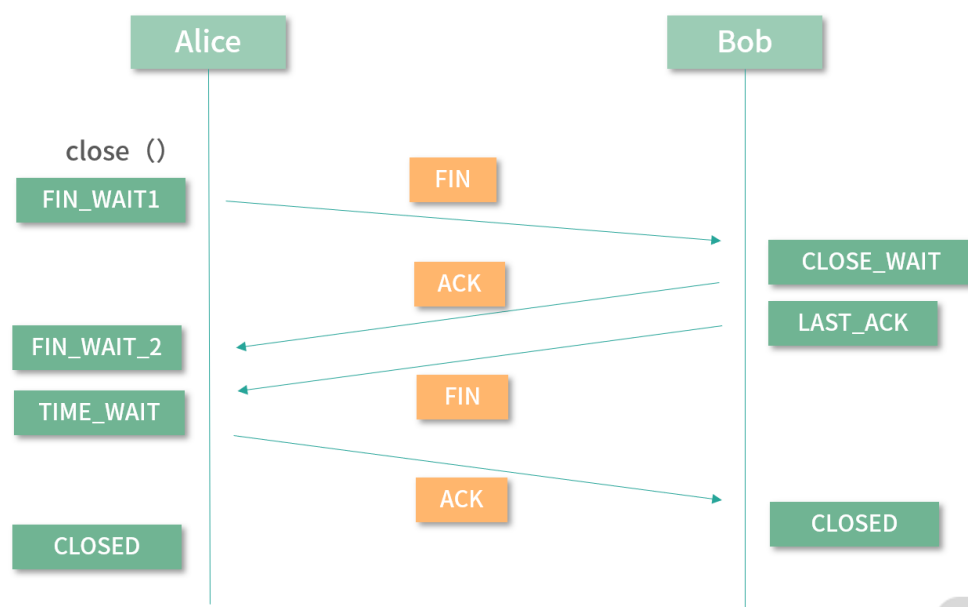 Alice
Bob
close（）
FIN_WAIT1
FIN
CLOSE_WAIT
ACK
LAST_ACK
FIN_WAIT_2
FIN
TIME_WAIT
ACK
CLOSED
CLOSED